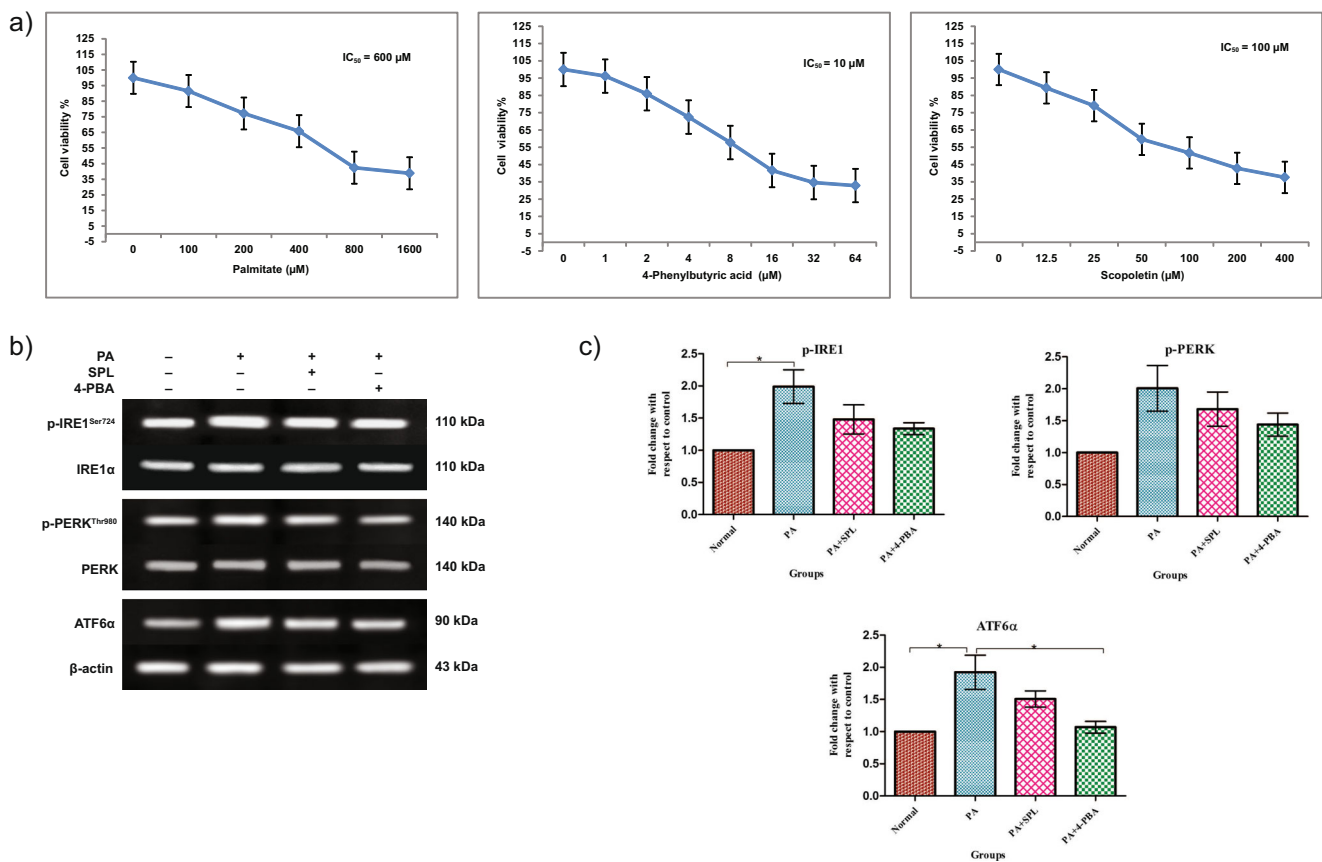 a)
IC₅₀ = 600 µM
Cell viability %
125
115
105
95
85
75
65
55
45
35
25
15
5
-5
0 100 200 400 800 1600
Palmitate (µM)
IC₅₀ = 10 µM
Cell viability %
125
115
105
95
85
75
65
55
45
35
25
15
5
-5
0 1 2 4 8 16 32 64
4-Phenylbutyric acid (µM)
IC₅₀ = 100 µM
Cell viability %
125
115
105
95
85
75
65
55
45
35
25
15
5
-5
0 12.5 25 50 100 200 400
Scopoletin (µM)
b)
PA – + + +
SPL – – + –
4-PBA – – – +
p-IRE1ˢᵉʳ⁷²⁴ 110 kDa
IRE1α 110 kDa
p-PERKᵀʰʳ⁹⁸⁰ 140 kDa
PERK 140 kDa
ATF6α 90 kDa
β-actin 43 kDa
c)
p-IRE1
Fold change with
respect to control
2.5
2.0
1.5
1.0
0.5
0.0
*
Normal PA PA+SPL PA+4-PBA
Groups
p-PERK
Fold change with
respect to control
2.5
2.0
1.5
1.0
0.5
0.0
Normal PA PA+SPL PA+4-PBA
Groups
ATF6α
Fold change with
respect to control
2.5
2.0
1.5
1.0
0.5
0.0
* *
Normal PA PA+SPL PA+4-PBA
Groups